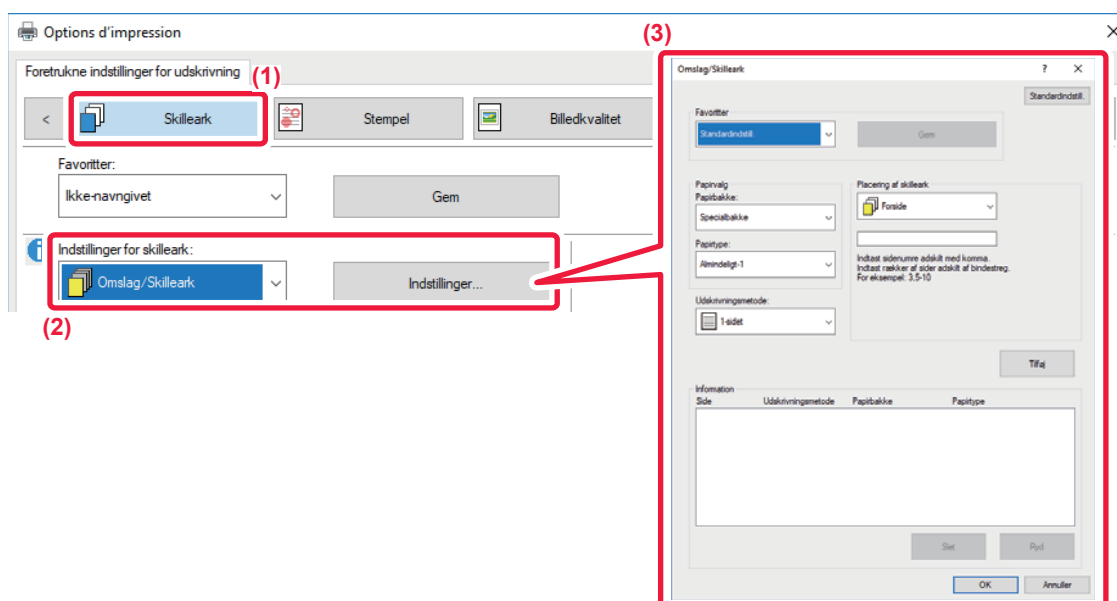 Options d'impression
Foretrukne indstillinger for udskrivning
(1)
< Skilleark Stempel Billedkvalitet
Favoritter:
Ikke-navngivet Gem
Indstillinger for skilleark:
Omslag/Skilleark Indstillinger...
(2)
(3)
Omslag/Skilleark ?
Standardindstill.
Favoritter
Standardindstill. Gem
Papirvalg
Papirbakke:
Specialbakke
Papirtype:
Almindeligt-1
Udskrivningsmetode:
1-sidet
Placering af skilleark
Forside
Indtast sidenumre adskilt med komma.
Indtast rækker af sider adskilt af bindestreg.
For eksempel: 3,5-10
Tilføj
Information
Side Udskrivningsmetode Papirbakke Papirtype
Slet Ryd
OK Annuller